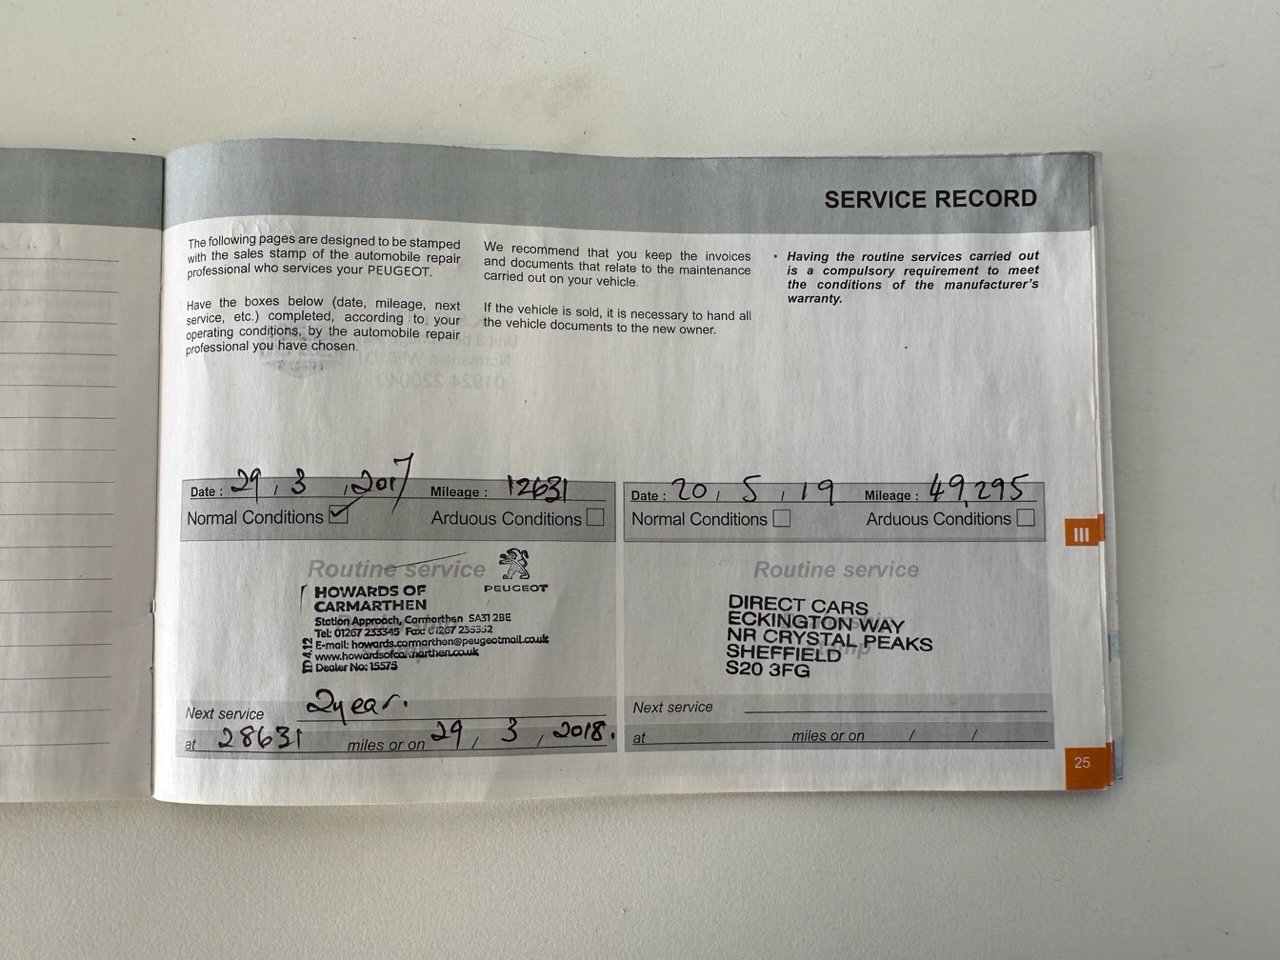 SERVICE RECORD
The following pages are designed to be stamped
with the sales stamp of the automobile repair
professional who services your PEUGEOT.
Have the boxes below (date, mileage, next
service, etc.) completed, according to your
operating conditions, by the automobile repair
professional you have chosen.
We recommend that you keep the invoices
and documents that relate to the maintenance
carried out on your vehicle.
If the vehicle is sold, it is necessary to hand all
the vehicle documents to the new owner.
• Having the routine services carried out
is a compulsory requirement to meet
the conditions of the manufacturer's
warranty.
Date : 29 / 3 / 2017 Mileage : 12631
Normal Conditions Arduous Conditions
Routine service
PEUGEOT
HOWARDS OF
CARMARTHEN
Station Approach, Carmarthen SA31 2BE
Tel: 01267 233345 Fax: 01267 235352
E-mail: howards.carmarthen@peugeotmail.co.uk
www.howardsofcarmarthen.co.uk
Dealer No: 15575
Next service 2year.
at 28631 miles or on 29 / 3 / 2018.
Date : 20 / 5 / 19 Mileage : 49,295
Normal Conditions Arduous Conditions
Routine service
DIRECT CARS
ECKINGTON WAY
NR CRYSTAL PEAKS
SHEFFIELD
S20 3FG
Next service
at miles or on / /
III
25